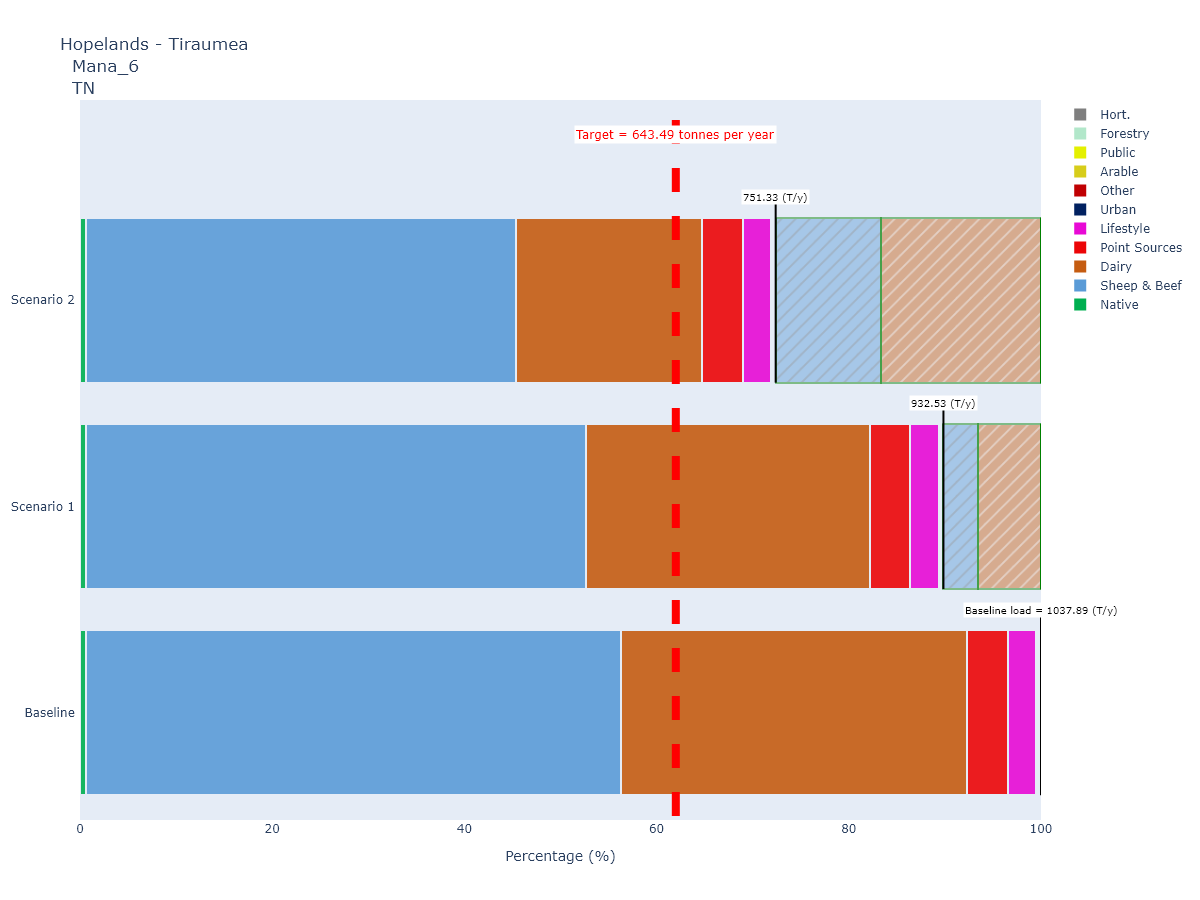 Hopelands - Tiraumea
Mana_6
TN
Target = 643.49 tonnes per year
751.33 (T/y)
Scenario 2
932.53 (T/y)
Scenario 1
Baseline load = 1037.89 (T/y)
Baseline
0 20 40 60 80 100
Percentage (%)
Hort.
Forestry
Public
Arable
Other
Urban
Lifestyle
Point Sources
Dairy
Sheep & Beef
Native